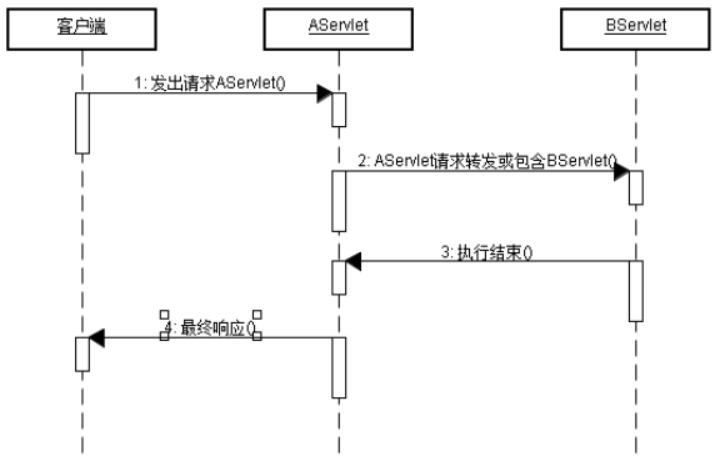 客户端
AServlet
BServlet
1: 发出请求AServlet()
2: AServlet请求转发或包含BServlet()
3: 执行结束()
4: 最终响应()